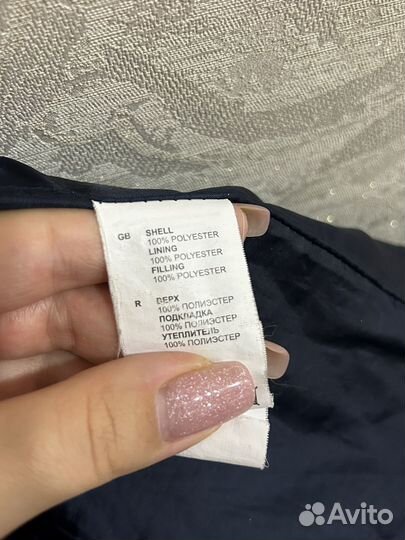 GB SHELL
100% POLYESTER
LINING
100% POLYESTER
FILLING
100% POLYESTER
R ВЕРХ
100% ПОЛИЭСТЕР
ПОДКЛАДКА
100% ПОЛИЭСТЕР
УТЕПЛИТЕЛЬ
100% ПОЛИЭСТЕР
Avito